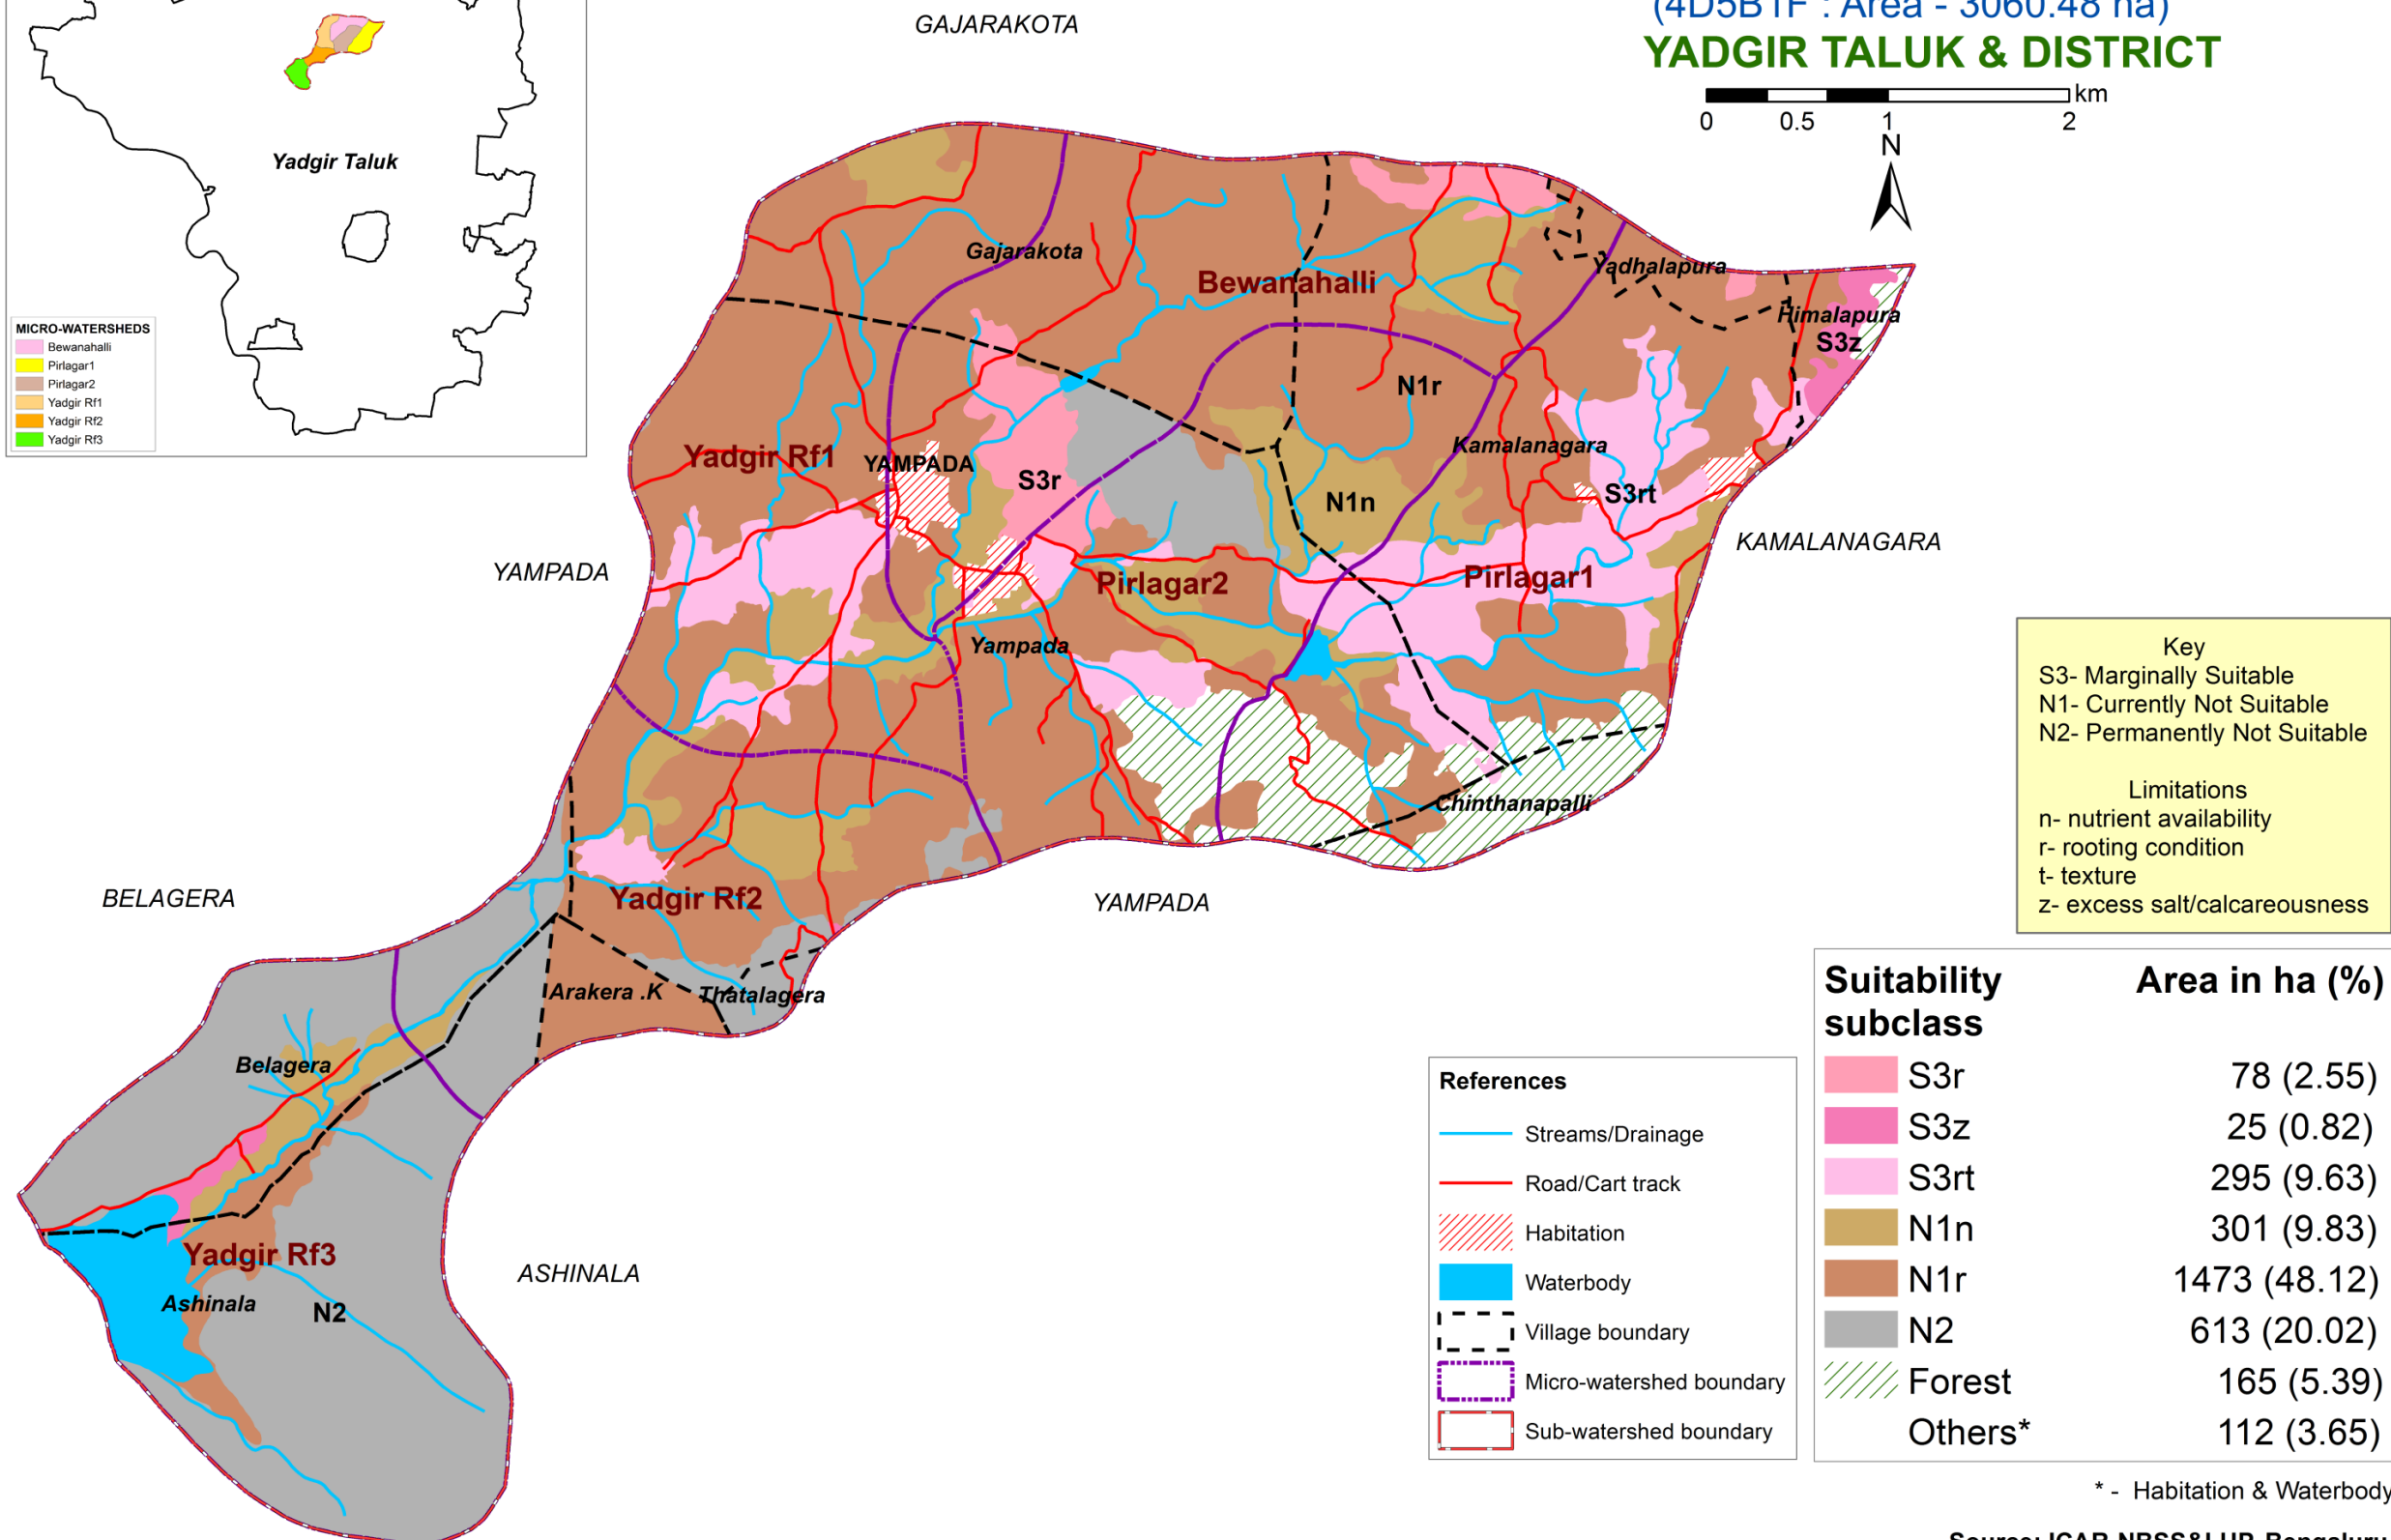 GAJARAKOTA
(4D5B1F : Area - 3060.48 ha)
YADGIR TALUK & DISTRICT
km
0 0.5 1 2
N
Yadgir Taluk
MICRO-WATERSHEDS
Bewanahalli
Pirlagar1
Pirlagar2
Yadgir Rf1
Yadgir Rf2
Yadgir Rf3
Gajarakota
Bewanahalli
Yadhalapura
Himalapura
S3z
N1r
Kamalanagara
Yadgir Rf1
YAMPADA
S3r
N1n
S3rt
KAMALANAGARA
YAMPADA
Pirlagar2
Pirlagar1
Yampada
Chinthanapalli
BELAGERA
Yadgir Rf2
YAMPADA
Arakera .K
Thatalagera
Belagera
Yadgir Rf3
ASHINALA
Ashinala
N2
Key
S3- Marginally Suitable
N1- Currently Not Suitable
N2- Permanently Not Suitable
Limitations
n- nutrient availability
r- rooting condition
t- texture
z- excess salt/calcareousness
References
Streams/Drainage
Road/Cart track
Habitation
Waterbody
Village boundary
Micro-watershed boundary
Sub-watershed boundary
Suitability Area in ha (%)
subclass
S3r 78 (2.55)
S3z 25 (0.82)
S3rt 295 (9.63)
N1n 301 (9.83)
N1r 1473 (48.12)
N2 613 (20.02)
Forest 165 (5.39)
Others* 112 (3.65)
* - Habitation & Waterbody
Source: ICAR-NBSS&LUP, Bengaluru